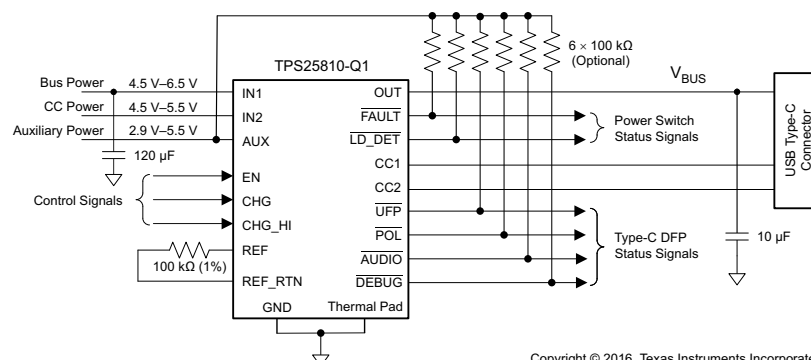 TPS25810-Q1
6 × 100 kΩ
(Optional)
Bus Power 4.5 V–6.5 V
CC Power 4.5 V–5.5 V
Auxiliary Power 2.9 V–5.5 V
120 µF
Control Signals
IN1
IN2
AUX
EN
CHG
CHG_HI
REF
REF_RTN
100 kΩ (1%)
GND
Thermal Pad
OUT
FAULT
LD_DET
CC1
CC2
UFP
POL
AUDIO
DEBUG
VBUS
Power Switch
Status Signals
Type-C DFP
Status Signals
10 µF
USB Type-C
Connector
Copyright © 2016, Texas Instruments Incorporate